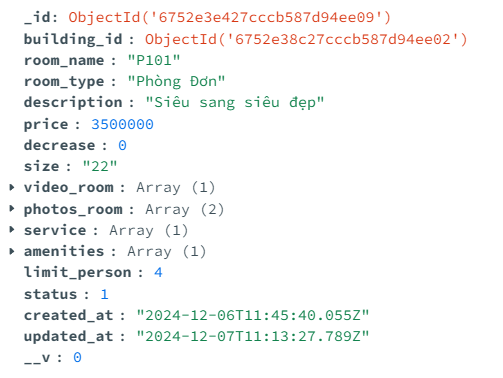 _id: ObjectId('6752e3e427cccb587d94ee09')
building_id : ObjectId('6752e38c27cccb587d94ee02')
room_name : "P101"
room_type : "Phòng Đơn"
description : "Siêu sang siêu đẹp"
price : 3500000
decrease : 0
size : "22"
video_room : Array (1)
photos_room : Array (2)
service : Array (1)
amenities : Array (1)
limit_person : 4
status : 1
created_at : "2024-12-06T11:45:40.055Z"
updated_at : "2024-12-07T11:13:27.789Z"
__v : 0